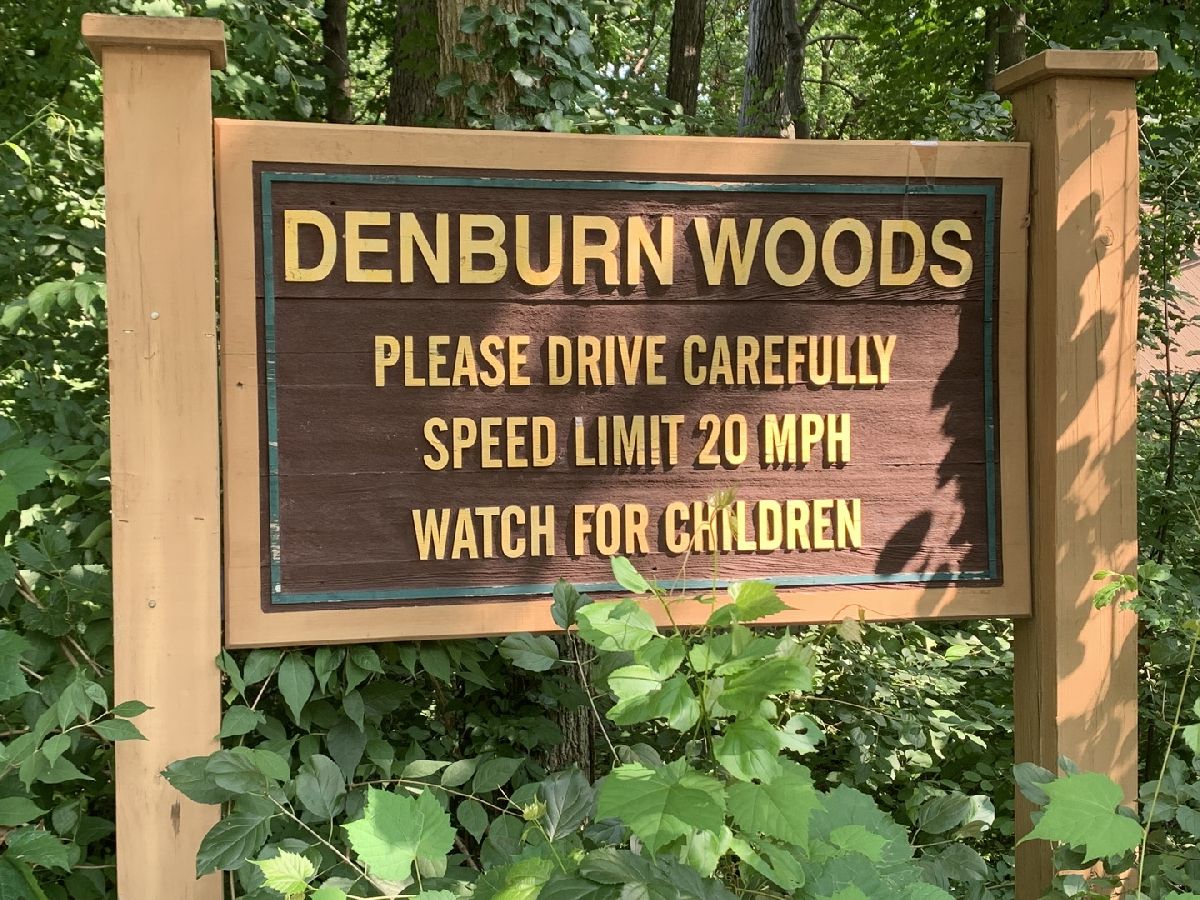 DENBURN WOODS
PLEASE DRIVE CAREFULLY
SPEED LIMIT 20 MPH
WATCH FOR CHILDREN